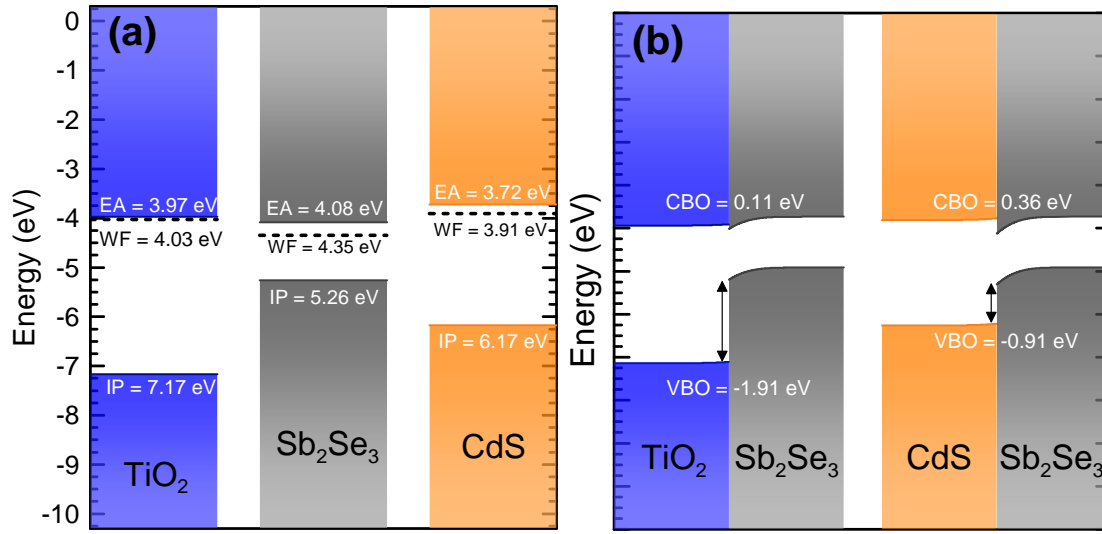 (a)
Energy (eV)
0
-1
-2
-3
-4
-5
-6
-7
-8
-9
-10
EA = 3.97 eV
WF = 4.03 eV
IP = 7.17 eV
TiO2
EA = 4.08 eV
WF = 4.35 eV
IP = 5.26 eV
Sb2Se3
EA = 3.72 eV
WF = 3.91 eV
IP = 6.17 eV
CdS
(b)
Energy (eV)
CBO = 0.11 eV
VBO = -1.91 eV
TiO2
Sb2Se3
CBO = 0.36 eV
VBO = -0.91 eV
CdS
Sb2Se3